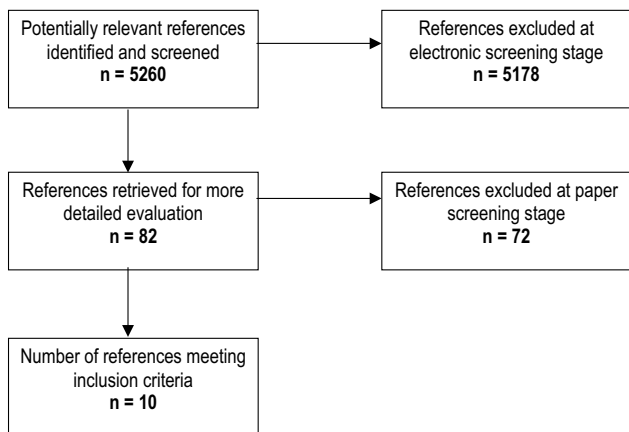 Potentially relevant references
identified and screened
n = 5260
References excluded at
electronic screening stage
n = 5178
References retrieved for more
detailed evaluation
n = 82
References excluded at paper
screening stage
n = 72
Number of references meeting
inclusion criteria
n = 10